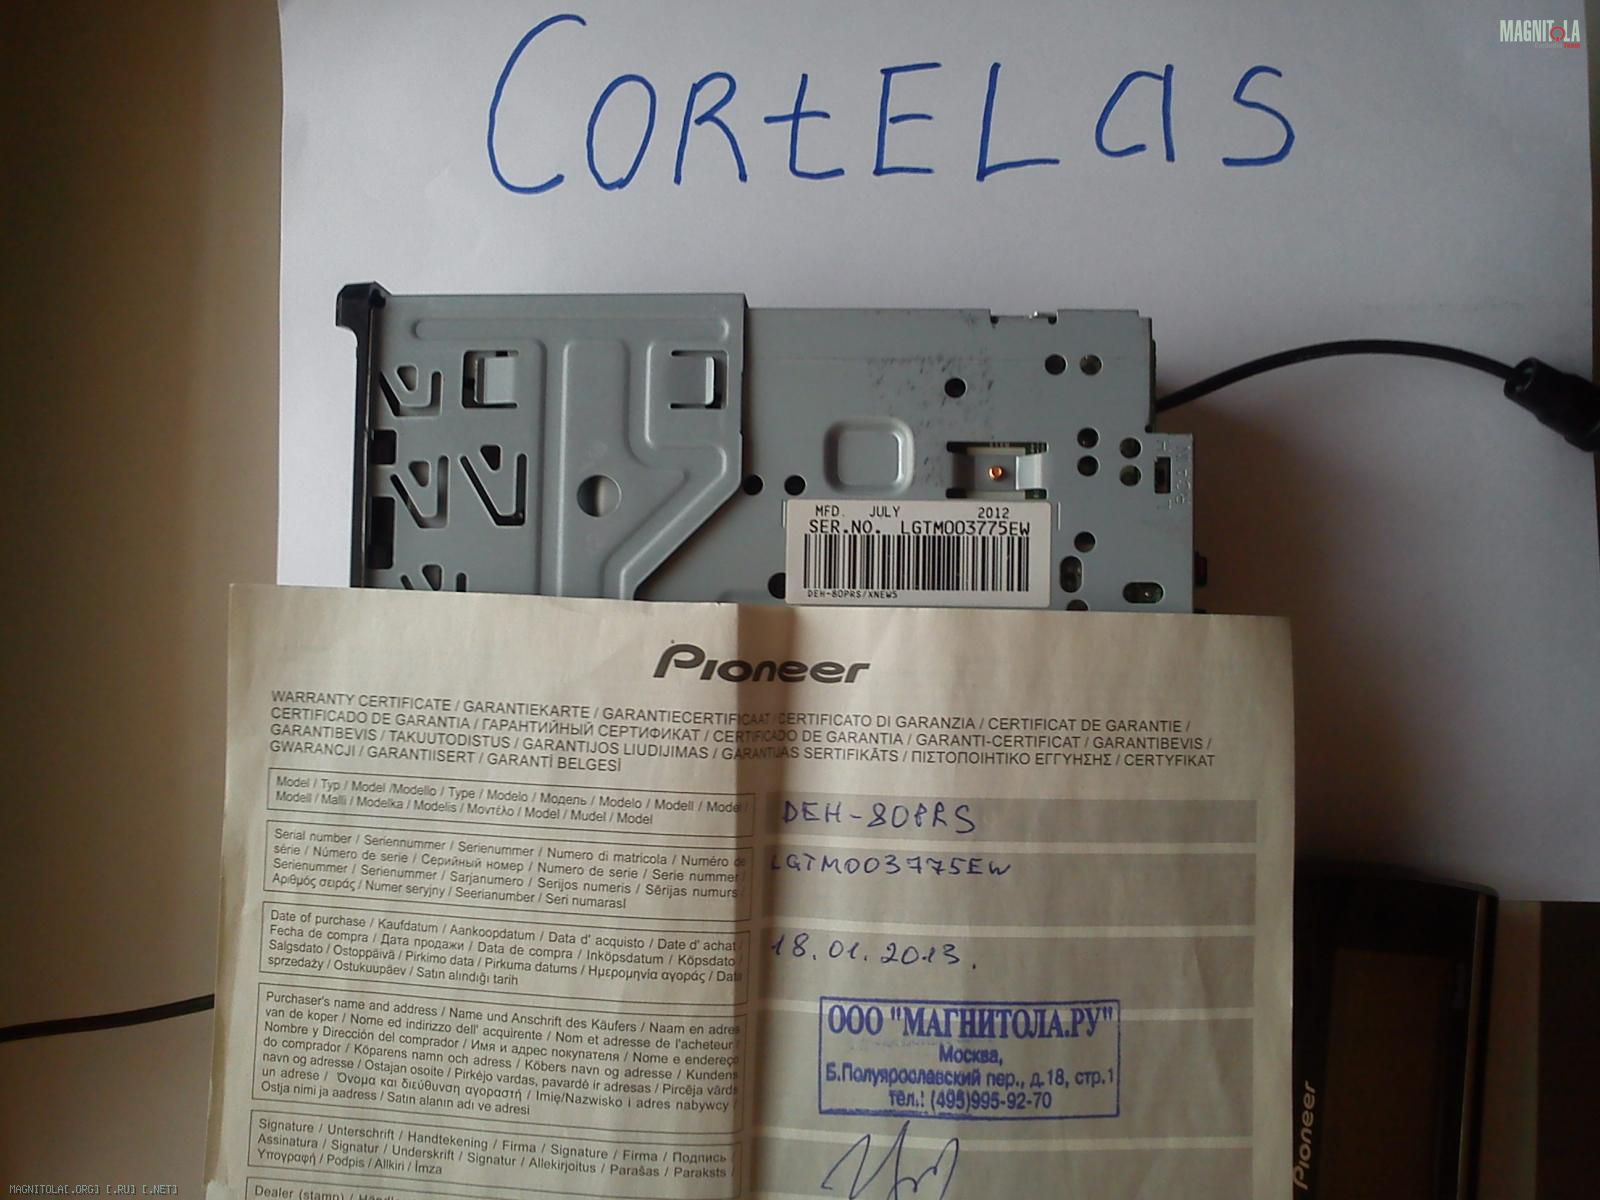 MAGNITOLA
CORtELAS
MFD. JULY 2012
SER.NO. LGTM003775EW
DEH-80PRS/XNEW5
Pioneer
WARRANTY CERTIFICATE / GARANTIEKARTE / GARANTIECERTIFICAAT / CERTIFICATO DI GARANZIA / CERTIFICAT DE GARANTIE /
CERTIFICADO DE GARANTIA / ГАРАНТИЙНЫЙ СЕРТИФИКАТ / CERTIFICADO DE GARANTIA / GARANTI-CERTIFICAT / GARANTIBEVIS /
GARANTIBEVIS / TAKUUTODISTUS / GARANTIJOS LIUDIJIMAS / GARANTIJAS SERTIFIKĀTS / ΠΙΣΤΟΠΟΙΗΤΙΚΟ ΕΓΓΥΗΣΗΣ / CERTYFIKAT
GWARANCJI / GARANTIISERT / GARANTİ BELGESİ
Model / Typ / Model /Modello / Type / Modelo / Модель / Modelo / Modell / Model
Modell / Malli / Modelka / Modelis / Μοντέλο / Model / Mudel / Model
DEH-80PRS
Serial number / Seriennummer / Serienummer / Numero di matricola / Numéro de
série / Número de serie / Серийный номер / Numero de serie / Serie nummer /
Serienummer / Serienummer / Sarjanumero / Serijos numeris / Sērijas numurs /
Αριθμός σειράς / Numer seryjny / Seerianumber / Seri numarasI
LGTM003775EW
Date of purchase / Kaufdatum / Aankoopdatum / Data d' acquisto / Date d' achat /
Fecha de compra / Дата продажи / Data de compra / Inköpsdatum / Köpsdato /
Salgsdato / Ostoppäivä / Pirkimo data / Pirkuma datums / Ημερομηνία αγοράς / Data
sprzedaży / Ostukuupäev / Satın alındığı tarih
18.01.2013.
Purchaser's name and address / Name und Anschrift des Käufers / Naam en adres
van de koper / Nome ed indirizzo dell' acquirente / Nom et adresse de l'acheteur /
Nombre y Dirección del comprador / Имя и адрес покупателя / Nome e endereço
do comprador / Köparens namn och adress / Köbers navn og adresse / Kundens
navn og adresse / Ostajan osoite / Pirkėjo vardas, pavardė ir adresas / Pircēja vārds
un adrese / Όνομα και διεύθυνση αγοραστή / Imię/Nazwisko i adres nabywcy /
Ostja nimi ja aadress / Satın alanın adı ve adresi
ООО "МАГНИТОЛА.РУ"
Москва,
Б.Полуярославский пер., д.18, стр.1
тел.: (495)995-92-70
Signature / Unterschrift / Handtekening / Firma / Signature / Firma / Подпись /
Assinatura / Signatur / Underskrift / Signatur / Allekirjoitus / Parašas / Paraksts /
Υπογραφή / Podpis / Allkiri / İmza
Dealer (stamp) /
Pioneer
MAGNITOLA[.ORG] [.RU] [.NET]